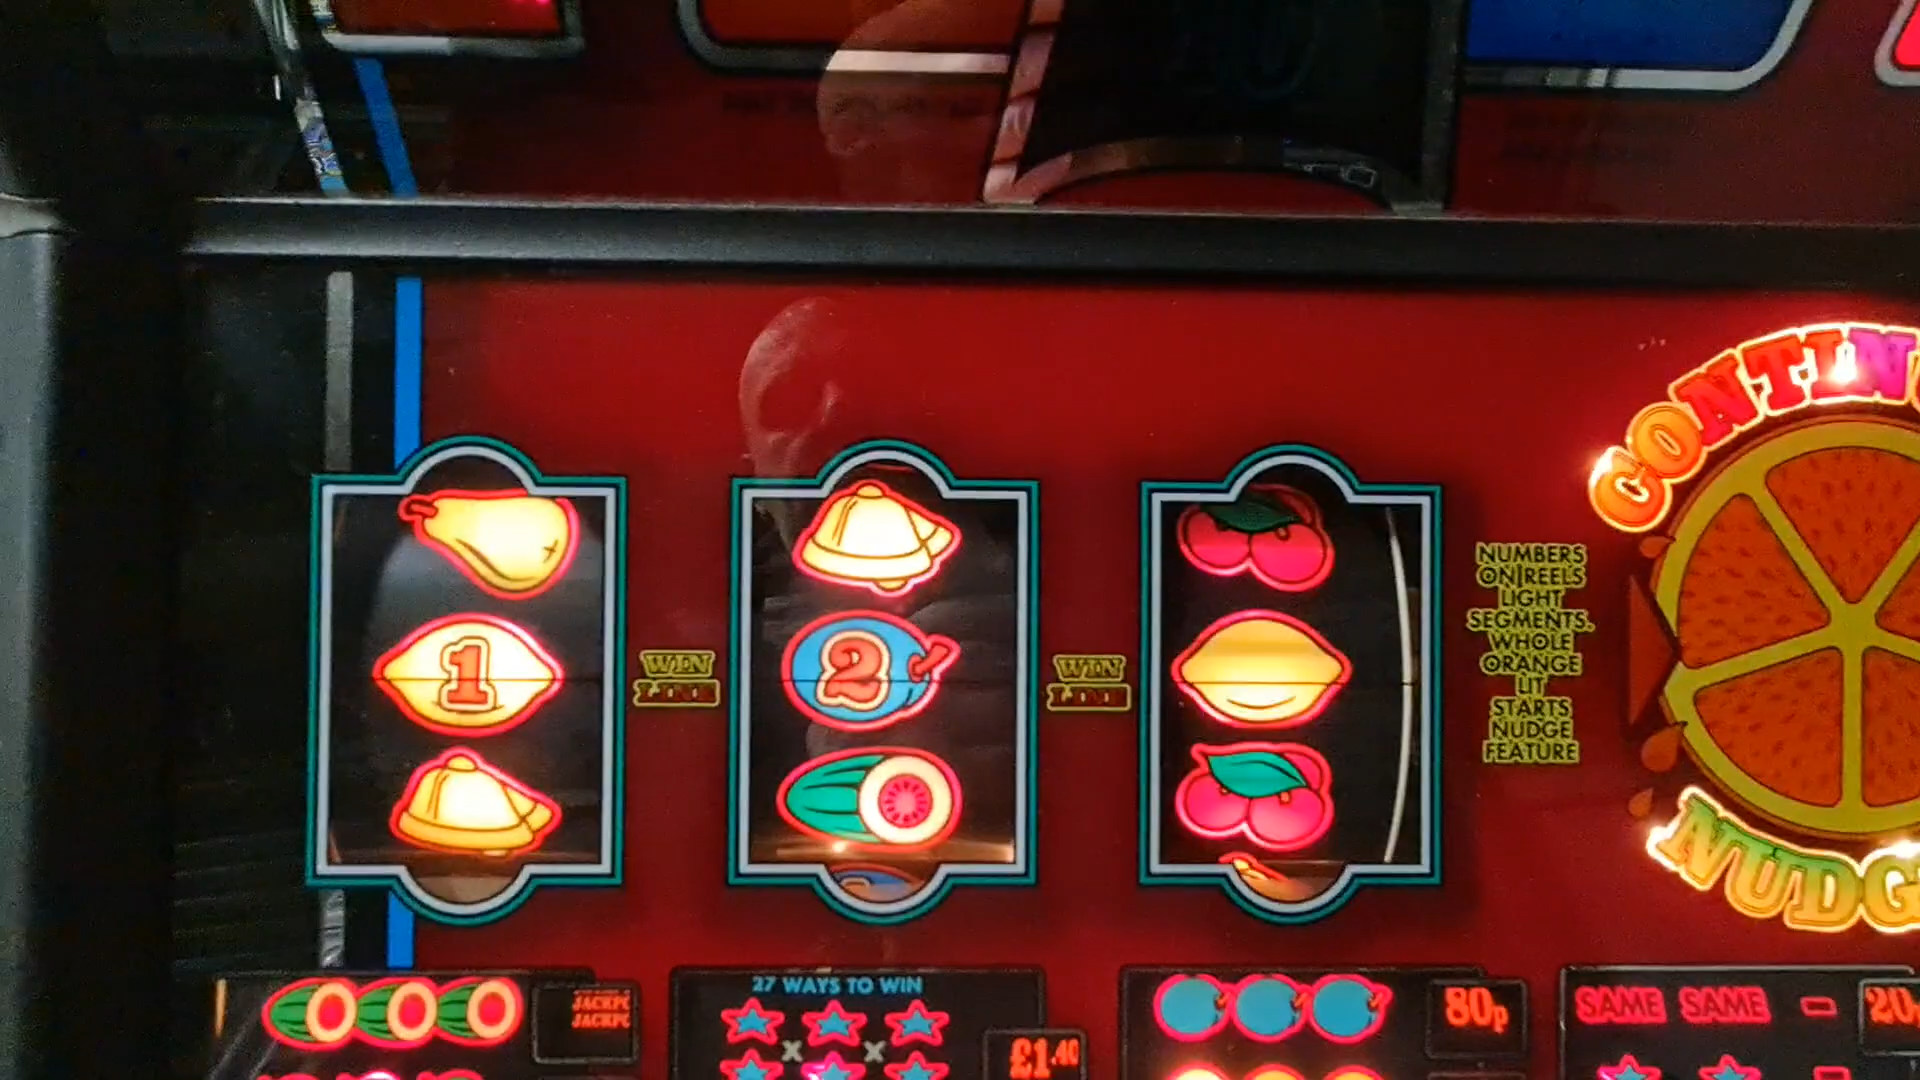 CONTIN
1
2
WIN
LINE
WIN
LINE
NUMBERS
ON REELS
LIGHT
SEGMENTS.
WHOLE
ORANGE
LIT
STARTS
NUDGE
FEATURE
NUDG
27 WAYS TO WIN
X
X
£1.40
80p
SAME SAME -
20p